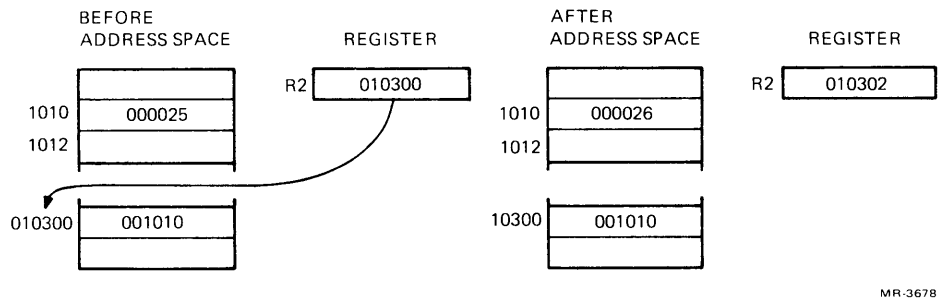 BEFORE
ADDRESS SPACE
REGISTER
R2
010300
1010
000025
1012
010300
001010
AFTER
ADDRESS SPACE
REGISTER
R2
010302
1010
000026
1012
10300
001010
MR-3678